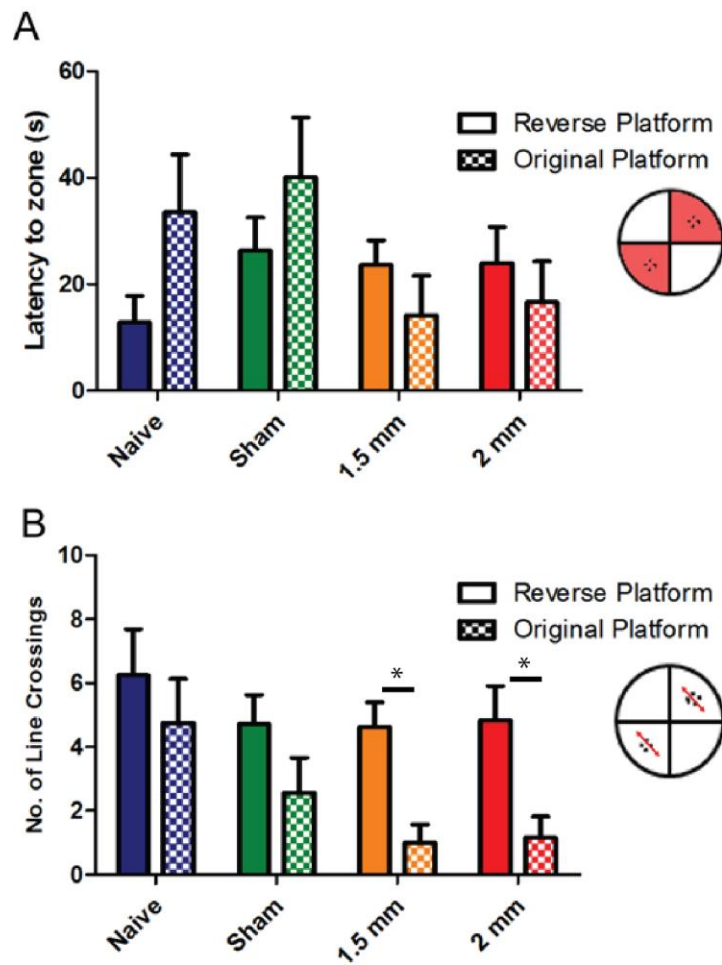 A
Latency to zone (s)
60
40
20
0
Reverse Platform
Original Platform
Naive
Sham
1.5 mm
2 mm
B
No. of Line Crossings
10
8
6
4
2
0
Reverse Platform
Original Platform
*
*
Naive
Sham
1.5 mm
2 mm